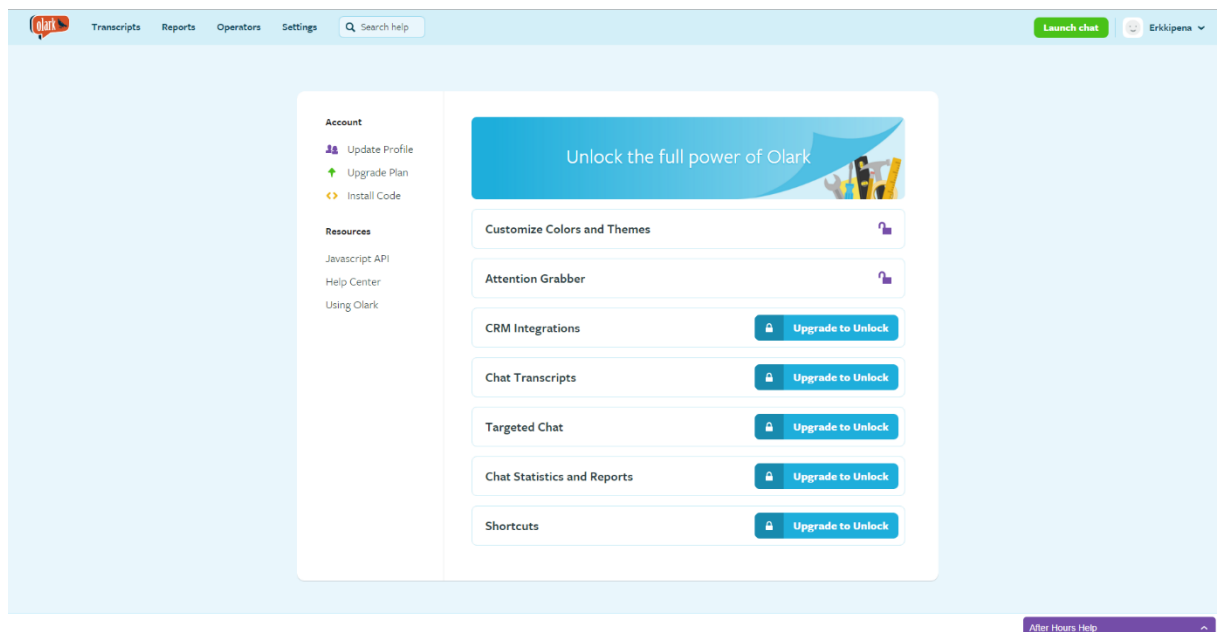 olark
Transcripts Reports Operators Settings Search help Launch chat Erkkipena
Account
Update Profile
Upgrade Plan
Install Code
Resources
Javascript API
Help Center
Using Olark
Unlock the full power of Olark
Customize Colors and Themes
Attention Grabber
CRM Integrations Upgrade to Unlock
Chat Transcripts Upgrade to Unlock
Targeted Chat Upgrade to Unlock
Chat Statistics and Reports Upgrade to Unlock
Shortcuts Upgrade to Unlock
After Hours Help